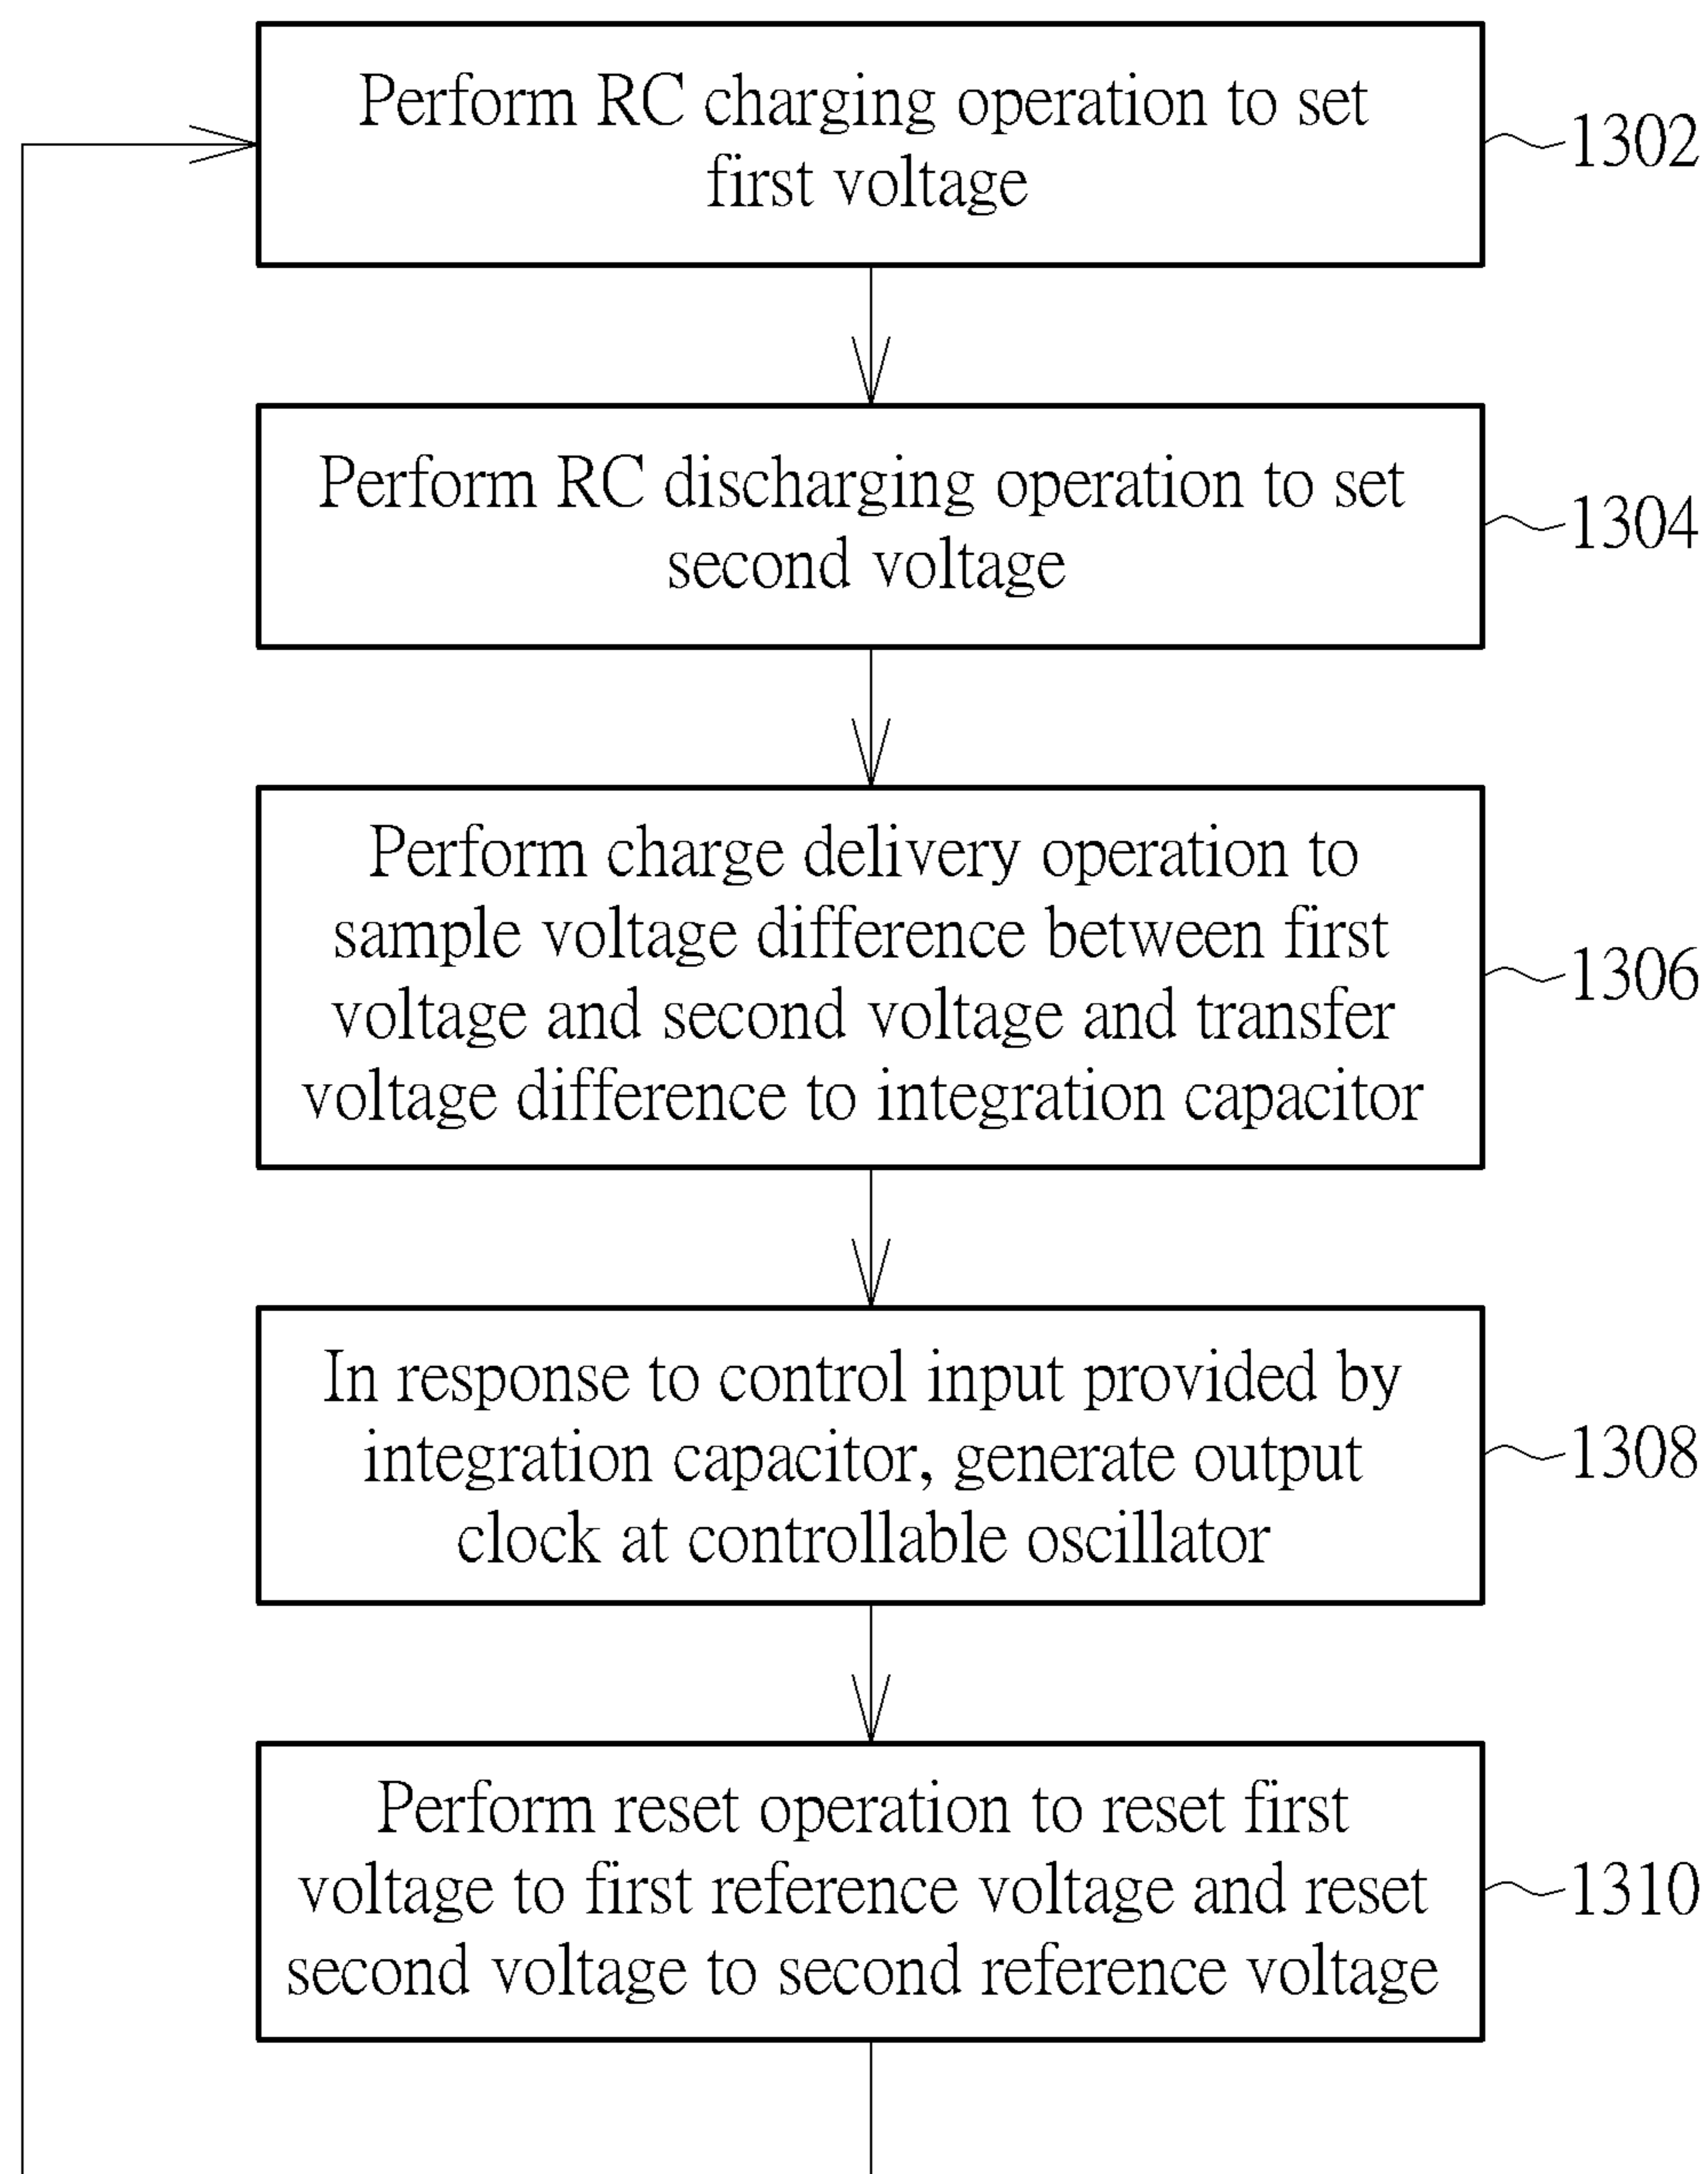 Perform RC charging operation to set
first voltage
1302
Perform RC discharging operation to set
second voltage
1304
Perform charge delivery operation to
sample voltage difference between first
voltage and second voltage and transfer
voltage difference to integration capacitor
1306
In response to control input provided by
integration capacitor, generate output
clock at controllable oscillator
1308
Perform reset operation to reset first
voltage to first reference voltage and reset
second voltage to second reference voltage
1310